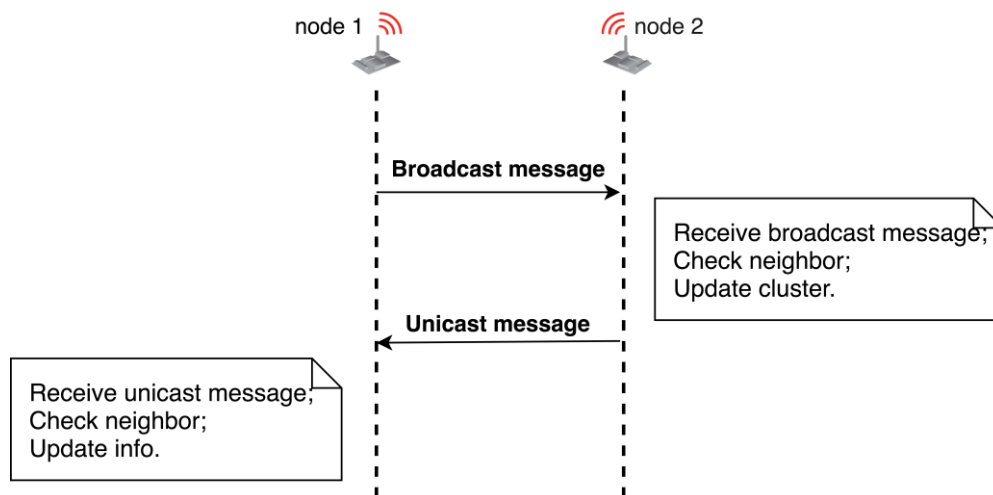 node 1
node 2
Broadcast message
Receive broadcast message;
Check neighbor;
Update cluster.
Unicast message
Receive unicast message;
Check neighbor;
Update info.